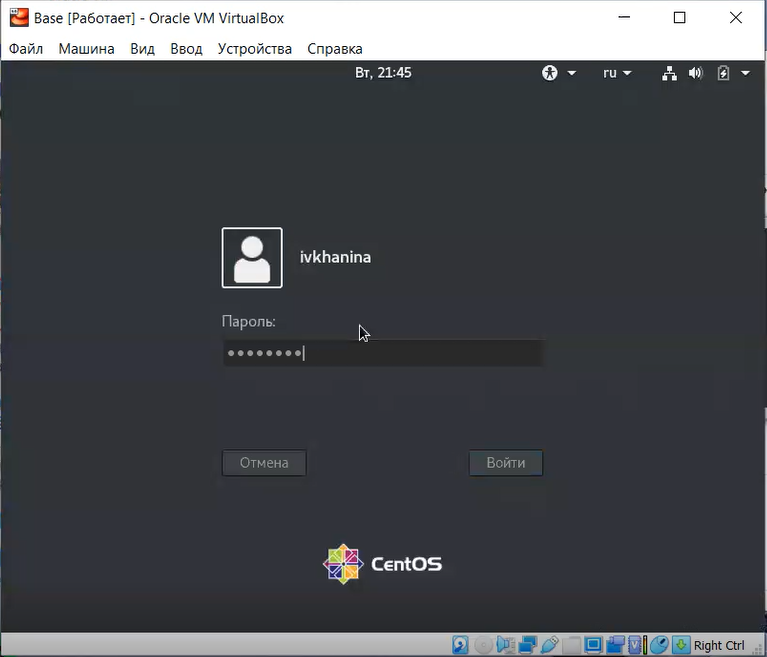 Base [Работает] - Oracle VM VirtualBox
Файл Машина Вид Ввод Устройства Справка
Вт, 21:45 ru
ivkhanina
Пароль:
••••••••
Отмена Войти
CentOS
Right Ctrl